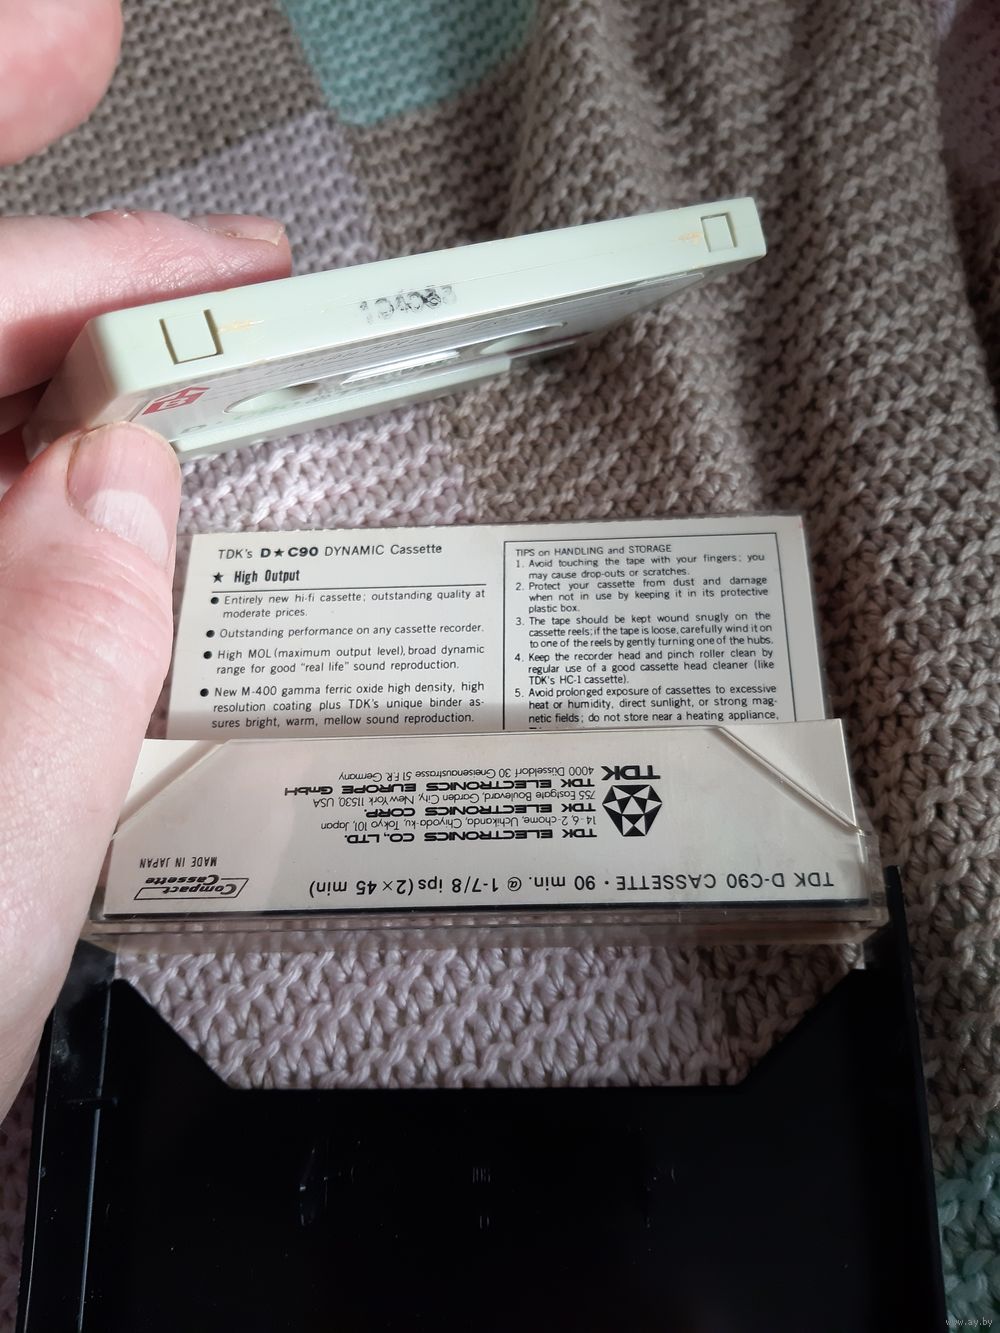 B
TDK's D★C90 DYNAMIC Cassette
★ High Output
● Entirely new hi-fi cassette; outstanding quality at
moderate prices.
● Outstanding performance on any cassette recorder.
● High MOL (maximum output level), broad dynamic
range for good "real life" sound reproduction.
● New M-400 gamma ferric oxide high density, high
resolution coating plus TDK's unique binder as-
sures bright, warm, mellow sound reproduction.
TIPS on HANDLING and STORAGE
1. Avoid touching the tape with your fingers; you
may cause drop-outs or scratches.
2. Protect your cassette from dust and damage
when not in use by keeping it in its protective
plastic box.
3. The tape should be kept wound snugly on the
cassette reels; if the tape is loose, carefully wind it on
to one of the reels by gently turning one of the hubs.
4. Keep the recorder head and pinch roller clean by
regular use of a good cassette head cleaner (like
TDK's HC-1 cassette).
5. Avoid prolonged exposure of cassettes to excessive
heat or humidity, direct sunlight, or strong mag-
netic fields; do not store near a heating appliance,
TDK D-C90 CASSETTE • 90 min. @ 1-7/8 ips (2×45 min)
TDK ELECTRONICS CO., LTD.
14-6, 2-chome, Uchikanda, Chiyoda-ku, Tokyo 101, Japan
TDK ELECTRONICS CORP.
755 Eastgate Boulevard, Garden City, New York 11530, USA
TDK ELECTRONICS EUROPE GmbH
4000 Düsseldorf 30 Gneisenaustrasse 51 F.R. Germany
TDK
Compact
Cassette
MADE IN JAPAN
www.ay.by